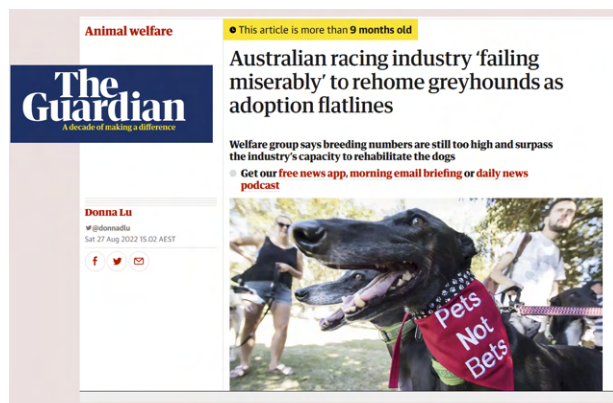 Animal welfare
This article is more than 9 months old
The
Guardian
A decade of making a difference
Australian racing industry ‘failing
miserably’ to rehome greyhounds as
adoption flatlines
Welfare group says breeding numbers are still too high and surpass
the industry’s capacity to rehabilitate the dogs
Get our free news app, morning email briefing or daily news
podcast
Donna Lu
@donnadlu
Sat 27 Aug 2022 15.02 AEST
Pets
Not
Bets